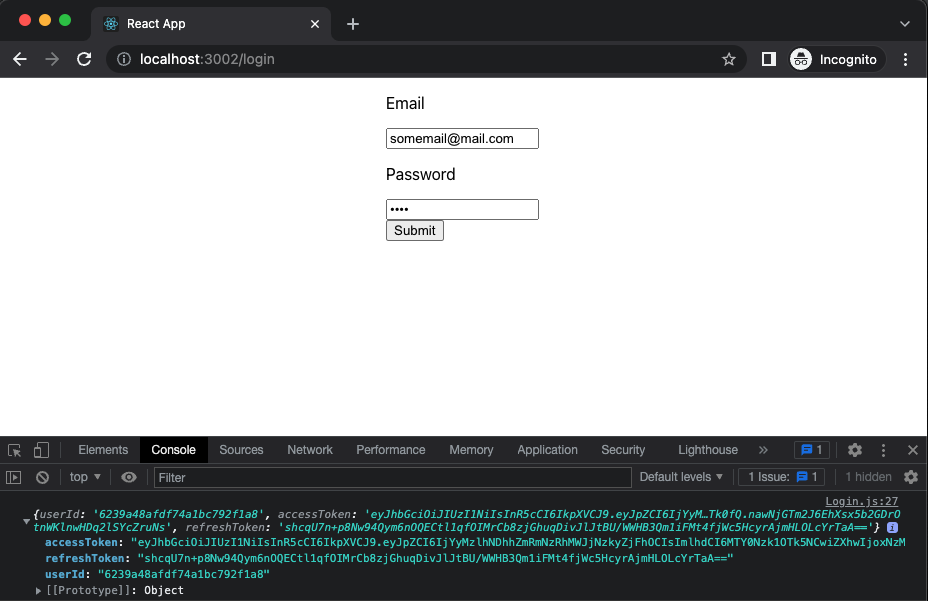 React App
localhost:3002/login
Incognito
Email
somemail@mail.com
Password
••••
Submit
Elements Console Sources Network Performance Memory Application Security Lighthouse » 1
top Filter Default levels 1 Issue: 1 1 hidden
Login.js:27
{userId: '6239a48afdf74a1bc792f1a8', accessToken: 'eyJhbGciOiJIUzI1NiIsInR5cCI6IkpXVCJ9.eyJpZCI6IjYyM…Tk0fQ.nawNjGTm2J6EhXsx5b2GDrO
tnWKlnwHDq2lSYcZruNs', refreshToken: 'shcqU7n+p8Nw94Qym6nOQECtl1qfOIMrCb8zjGhuqDivJlJtBU/WWHB3Qm1iFMt4fjWc5HcyrAjmHLOLcYrTaA=='} i
accessToken: "eyJhbGciOiJIUzI1NiIsInR5cCI6IkpXVCJ9.eyJpZCI6IjYyMzlhNDhhZmRmNzRhMWJjNzkyZjFhOCIsImlhdCI6MTY0Nzk1OTk5NCwiZXhwIjoxNzM
refreshToken: "shcqU7n+p8Nw94Qym6nOQECtl1qfOIMrCb8zjGhuqDivJlJtBU/WWHB3Qm1iFMt4fjWc5HcyrAjmHLOLcYrTaA=="
userId: "6239a48afdf74a1bc792f1a8"
[[Prototype]]: Object